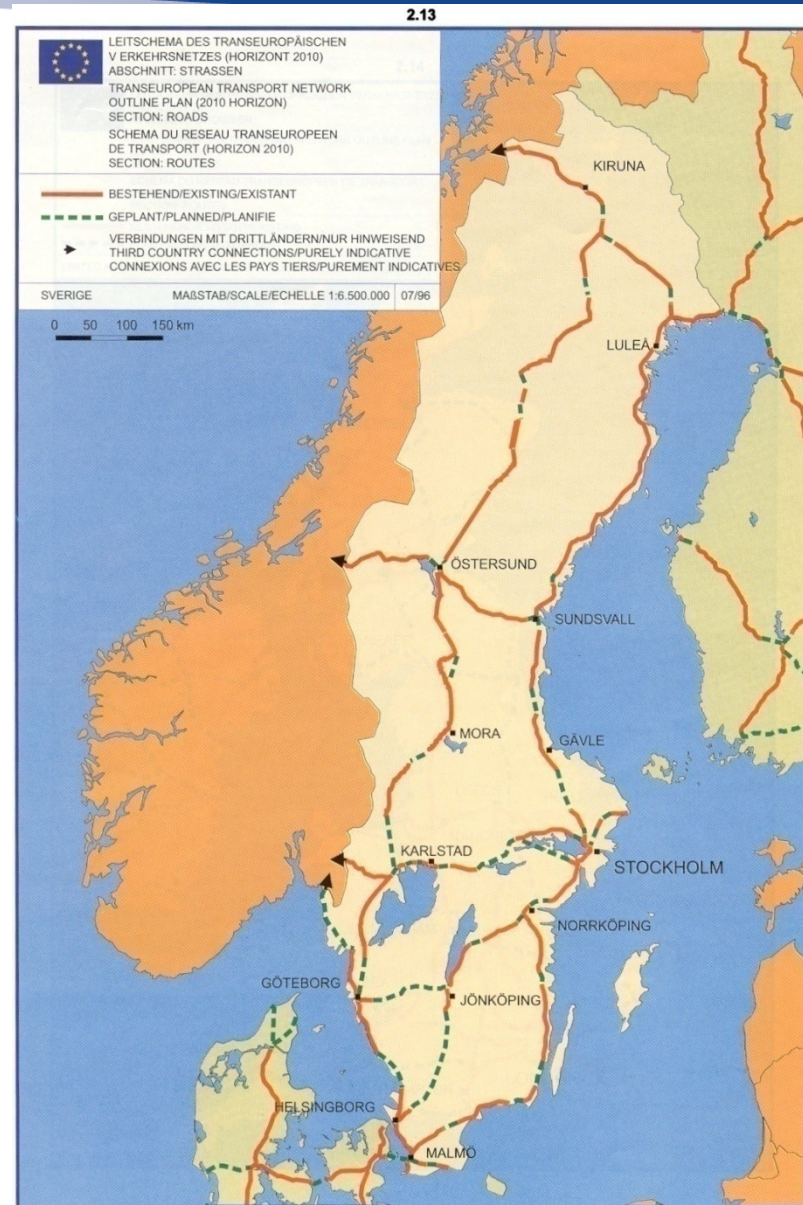 2.13
LEITSCHEMA DES TRANSEUROPÄISCHEN
V ERKEHRSNETZES (HORIZONT 2010)
ABSCHNITT: STRASSEN
TRANSEUROPEAN TRANSPORT NETWORK
OUTLINE PLAN (2010 HORIZON)
SECTION: ROADS
SCHEMA DU RESEAU TRANSEUROPEEN
DE TRANSPORT (HORIZON 2010)
SECTION: ROUTES
BESTEHEND/EXISTING/EXISTANT
GEPLANT/PLANNED/PLANIFIE
VERBINDUNGEN MIT DRITTLÄNDERN/NUR HINWEISEND
THIRD COUNTRY CONNECTIONS/PURELY INDICATIVE
CONNEXIONS AVEC LES PAYS TIERS/PUREMENT INDICATIVES
SVERIGE MAßSTAB/SCALE/ECHELLE 1:6.500.000 07/96
0 50 100 150 km
KIRUNA
LULEÅ
ÖSTERSUND
SUNDSVALL
MORA
GÄVLE
KARLSTAD
STOCKHOLM
NORRKÖPING
GÖTEBORG
JÖNKÖPING
HELSINGBORG
MALMÖ